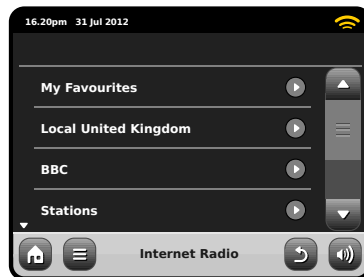 16.20pm 31 Jul 2012
My Favourites
Local United Kingdom
BBC
Stations
Internet Radio